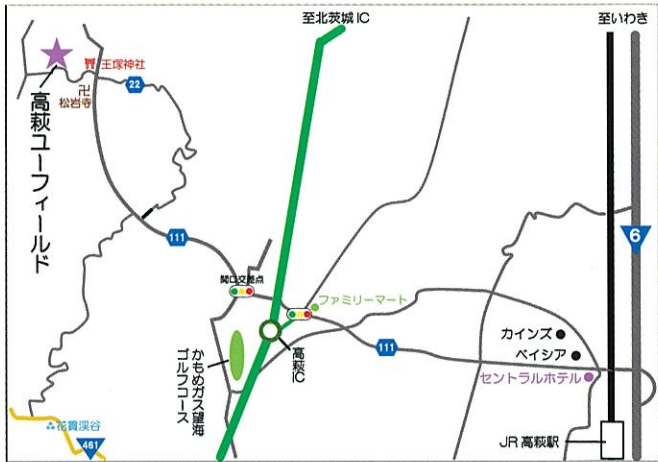 至北茨城IC
至いわき
王塚神社
22
卍
松岩寺
高萩ユーフィールド
111
関口交差点
ファミリーマート
6
かもめガス望海
ゴルフコース
高萩IC
111
カインズ
ベイシア
セントラルホテル
花貫渓谷
461
JR高萩駅